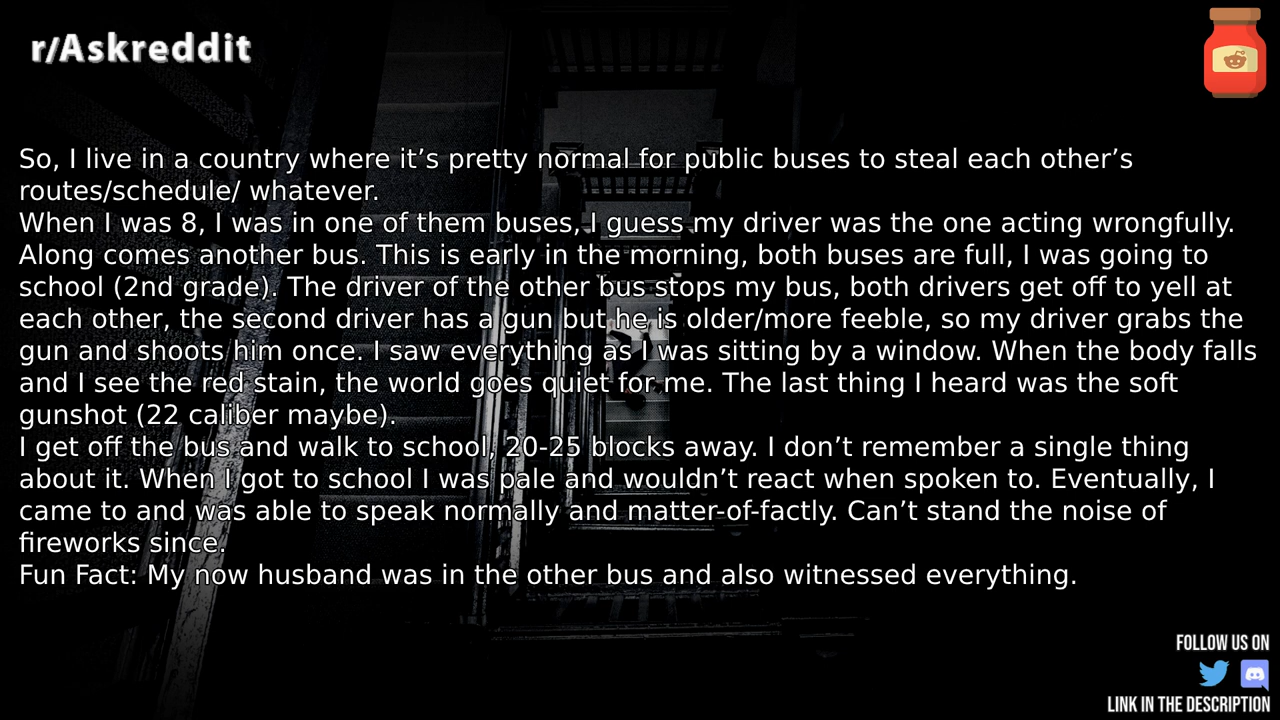 r/Askreddit
So, I live in a country where it’s pretty normal for public buses to steal each other’s
routes/schedule/ whatever.
When I was 8, I was in one of them buses, I guess my driver was the one acting wrongfully.
Along comes another bus. This is early in the morning, both buses are full, I was going to
school (2nd grade). The driver of the other bus stops my bus, both drivers get off to yell at
each other, the second driver has a gun but he is older/more feeble, so my driver grabs the
gun and shoots him once. I saw everything as I was sitting by a window. When the body falls
and I see the red stain, the world goes quiet for me. The last thing I heard was the soft
gunshot (22 caliber maybe).
I get off the bus and walk to school, 20-25 blocks away. I don’t remember a single thing
about it. When I got to school I was pale and wouldn’t react when spoken to. Eventually, I
came to and was able to speak normally and matter-of-factly. Can’t stand the noise of
fireworks since.
Fun Fact: My now husband was in the other bus and also witnessed everything.
FOLLOW US ON
LINK IN THE DESCRIPTION